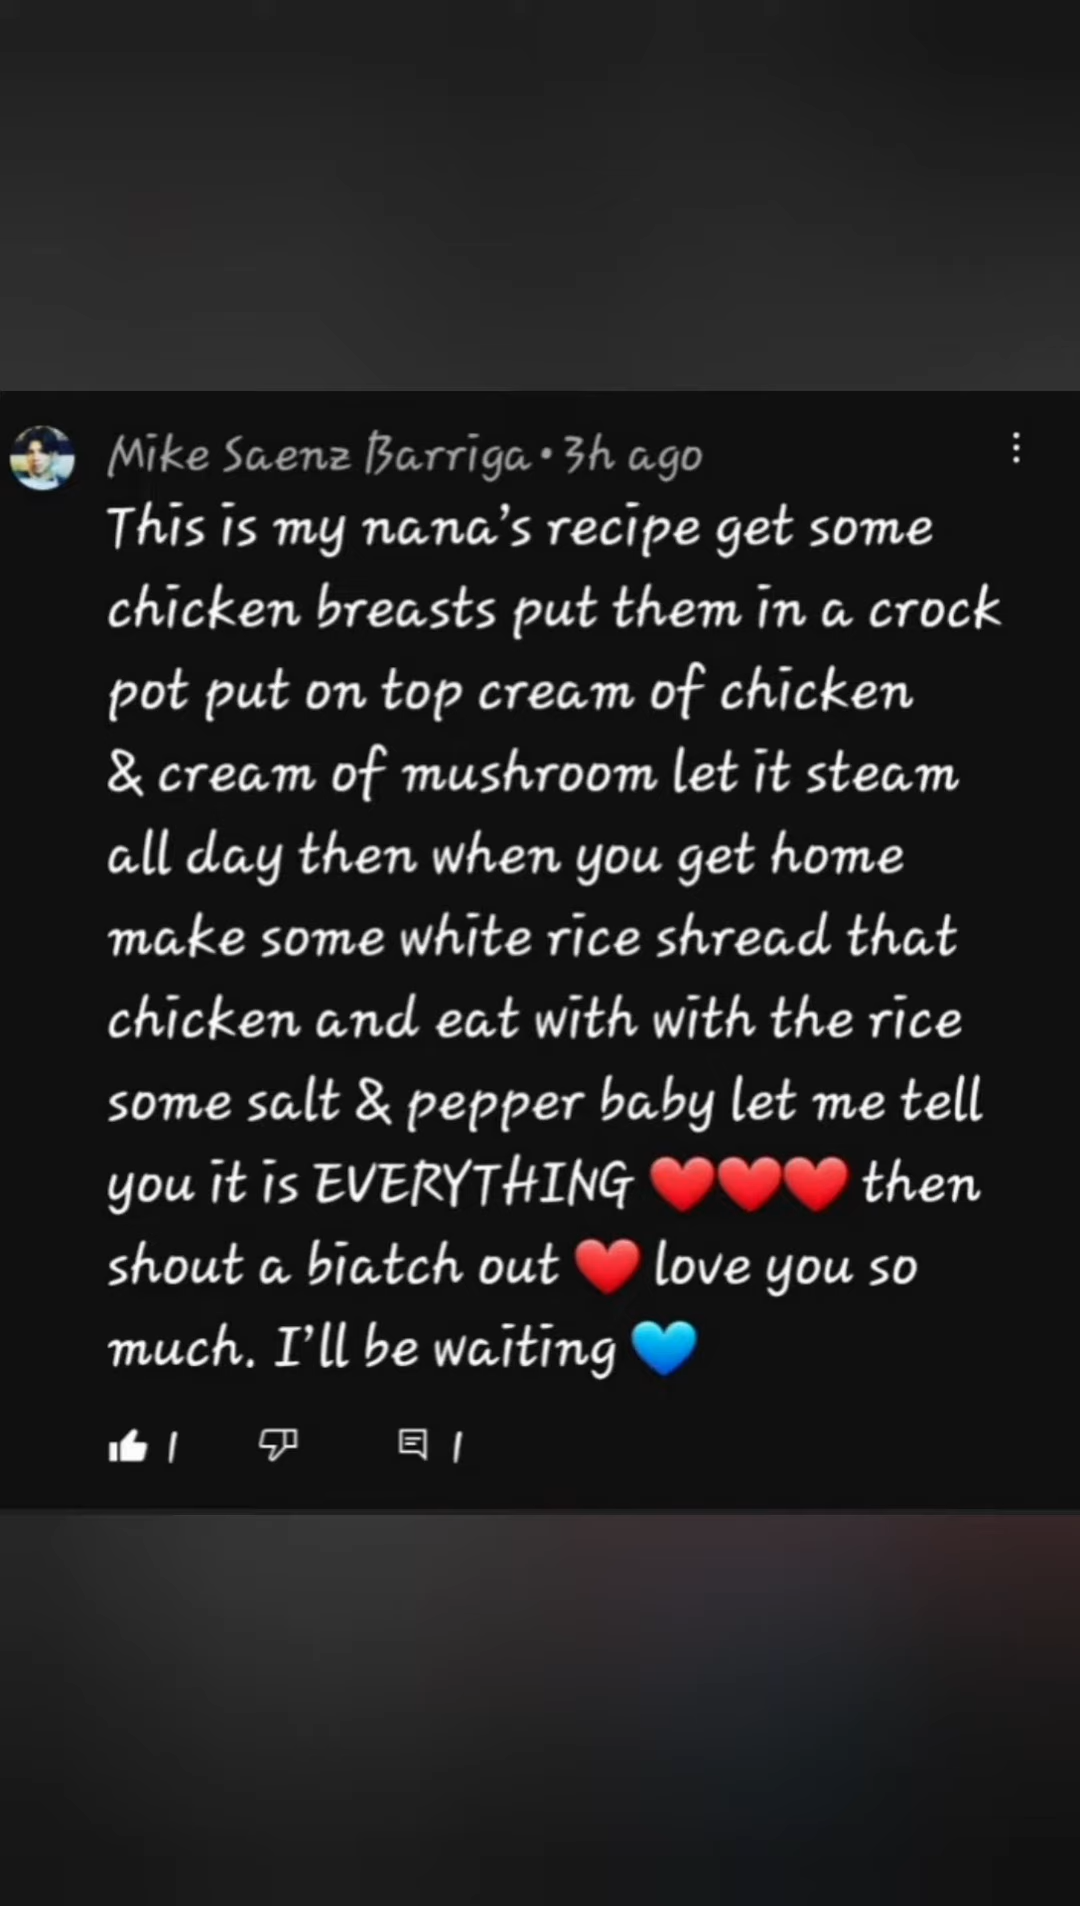 Mike Saenz Barriga • 3h ago
This is my nana's recipe get some
chicken breasts put them in a crock
pot put on top cream of chicken
& cream of mushroom let it steam
all day then when you get home
make some white rice shread that
chicken and eat with with the rice
some salt & pepper baby let me tell
you it is EVERYTHING ❤️❤️❤️ then
shout a biatch out ❤️ love you so
much. I'll be waiting 💙
1 1